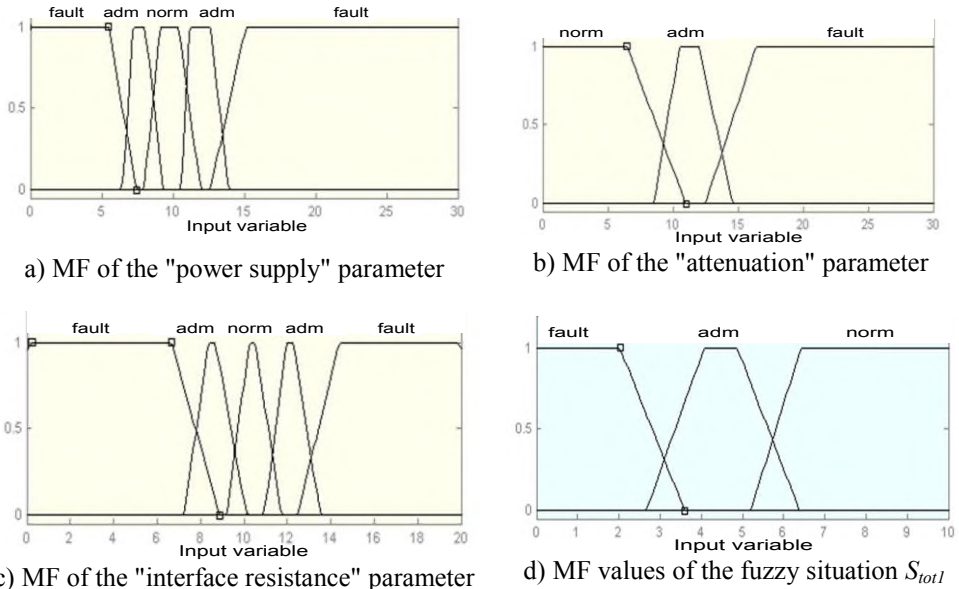 fault adm norm adm fault
1
0.5
0
0 5 10 15 20 25 30
Input variable
a) MF of the "power supply" parameter
norm adm fault
1
0.5
0
0 5 10 15 20 25 30
Input variable
b) MF of the "attenuation" parameter
fault adm norm adm fault
1
0.5
0
0 2 4 6 8 10 12 14 16 18 20
Input variable
c) MF of the "interface resistance" parameter
fault adm norm
1
0.5
0
0 1 2 3 4 5 6 7 8 9 10
Input variable
d) MF values of the fuzzy situation Stot1